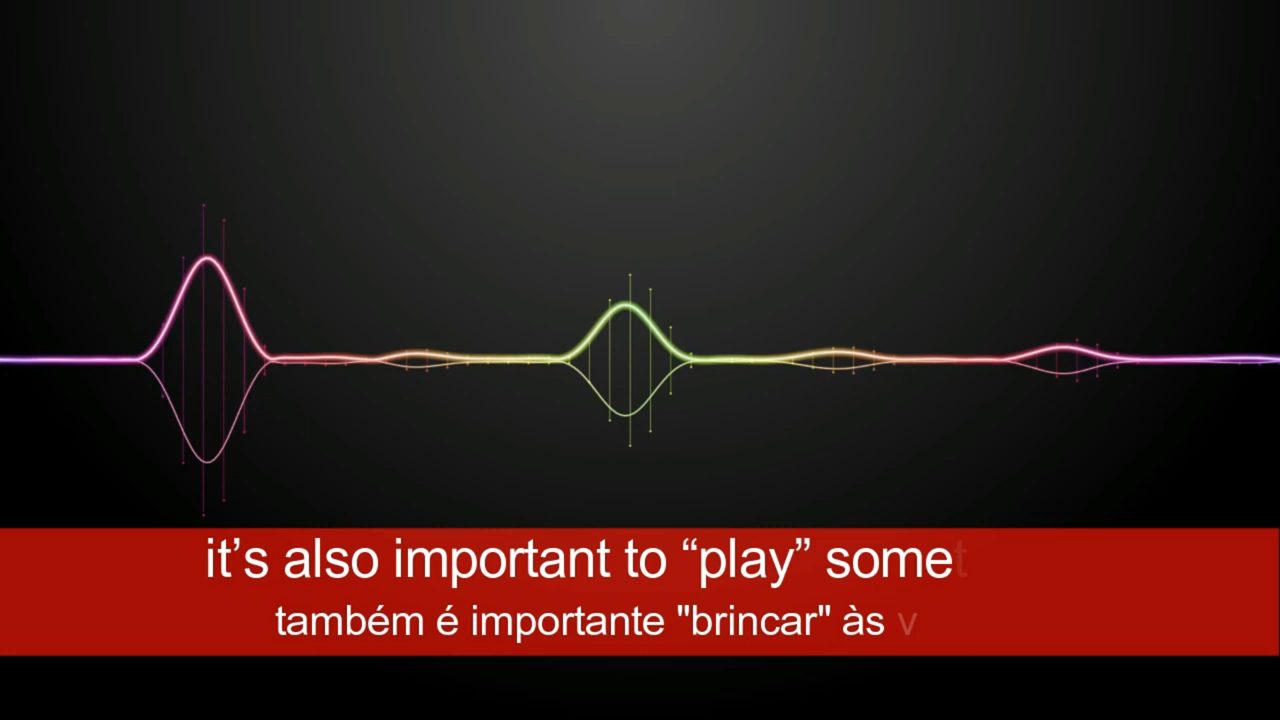 it’s also important to “play” somet
também é importante "brincar" às v